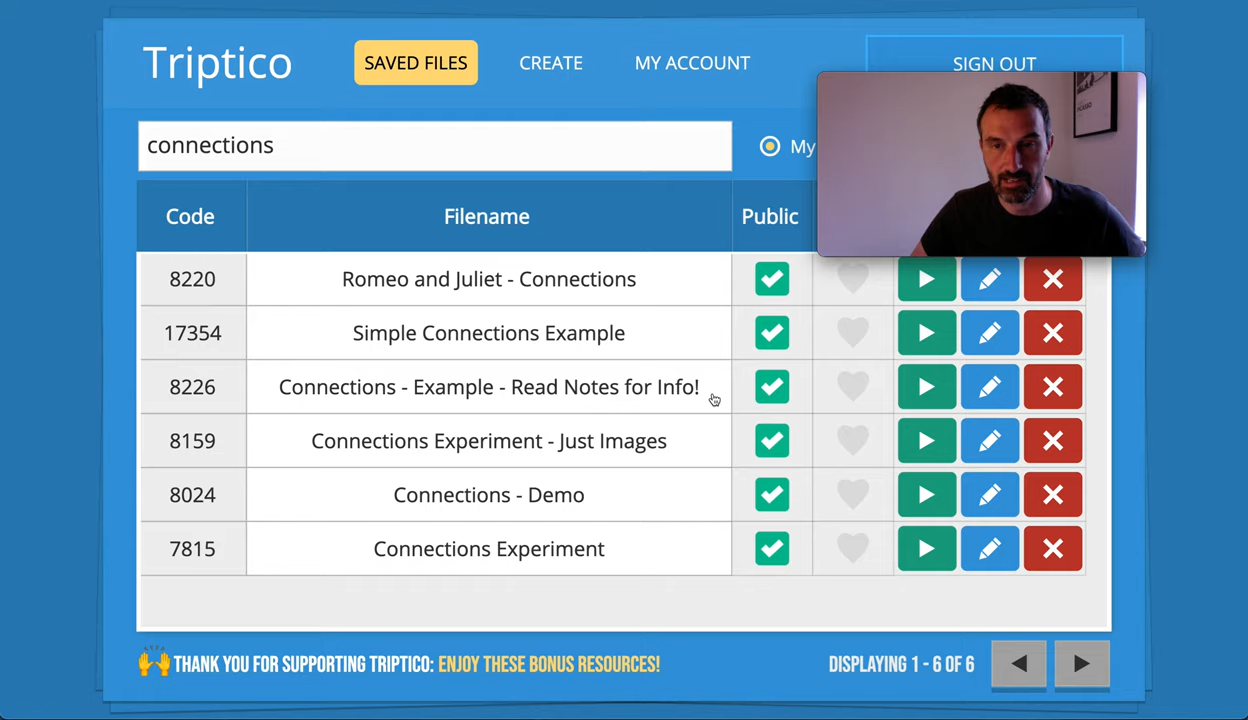 Triptico
SAVED FILES
CREATE
MY ACCOUNT
SIGN OUT
connections
My
Code
Filename
Public
8220
Romeo and Juliet - Connections
17354
Simple Connections Example
8226
Connections - Example - Read Notes for Info!
8159
Connections Experiment - Just Images
8024
Connections - Demo
7815
Connections Experiment
THANK YOU FOR SUPPORTING TRIPTICO: ENJOY THESE BONUS RESOURCES!
DISPLAYING 1 - 6 OF 6